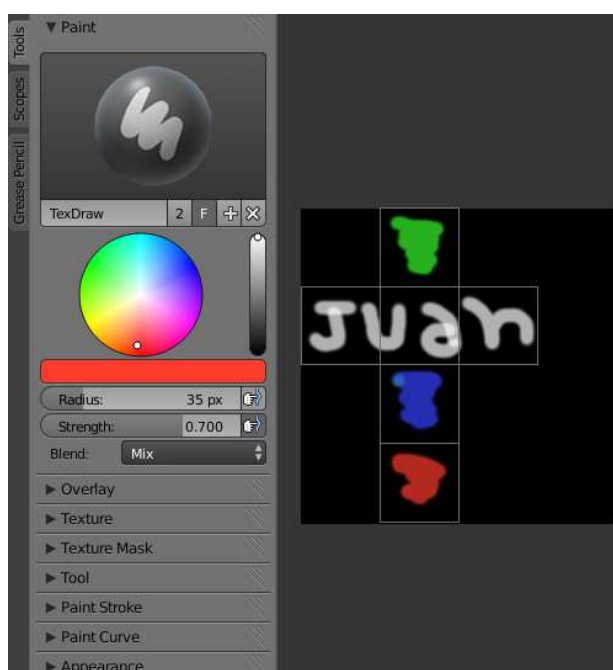 Tools
Scopes
Grease Pencil
Paint
TexDraw 2 F
Radius: 35 px
Strength: 0.700
Blend: Mix
Overlay
Texture
Texture Mask
Tool
Paint Stroke
Paint Curve
Appearance
Juan